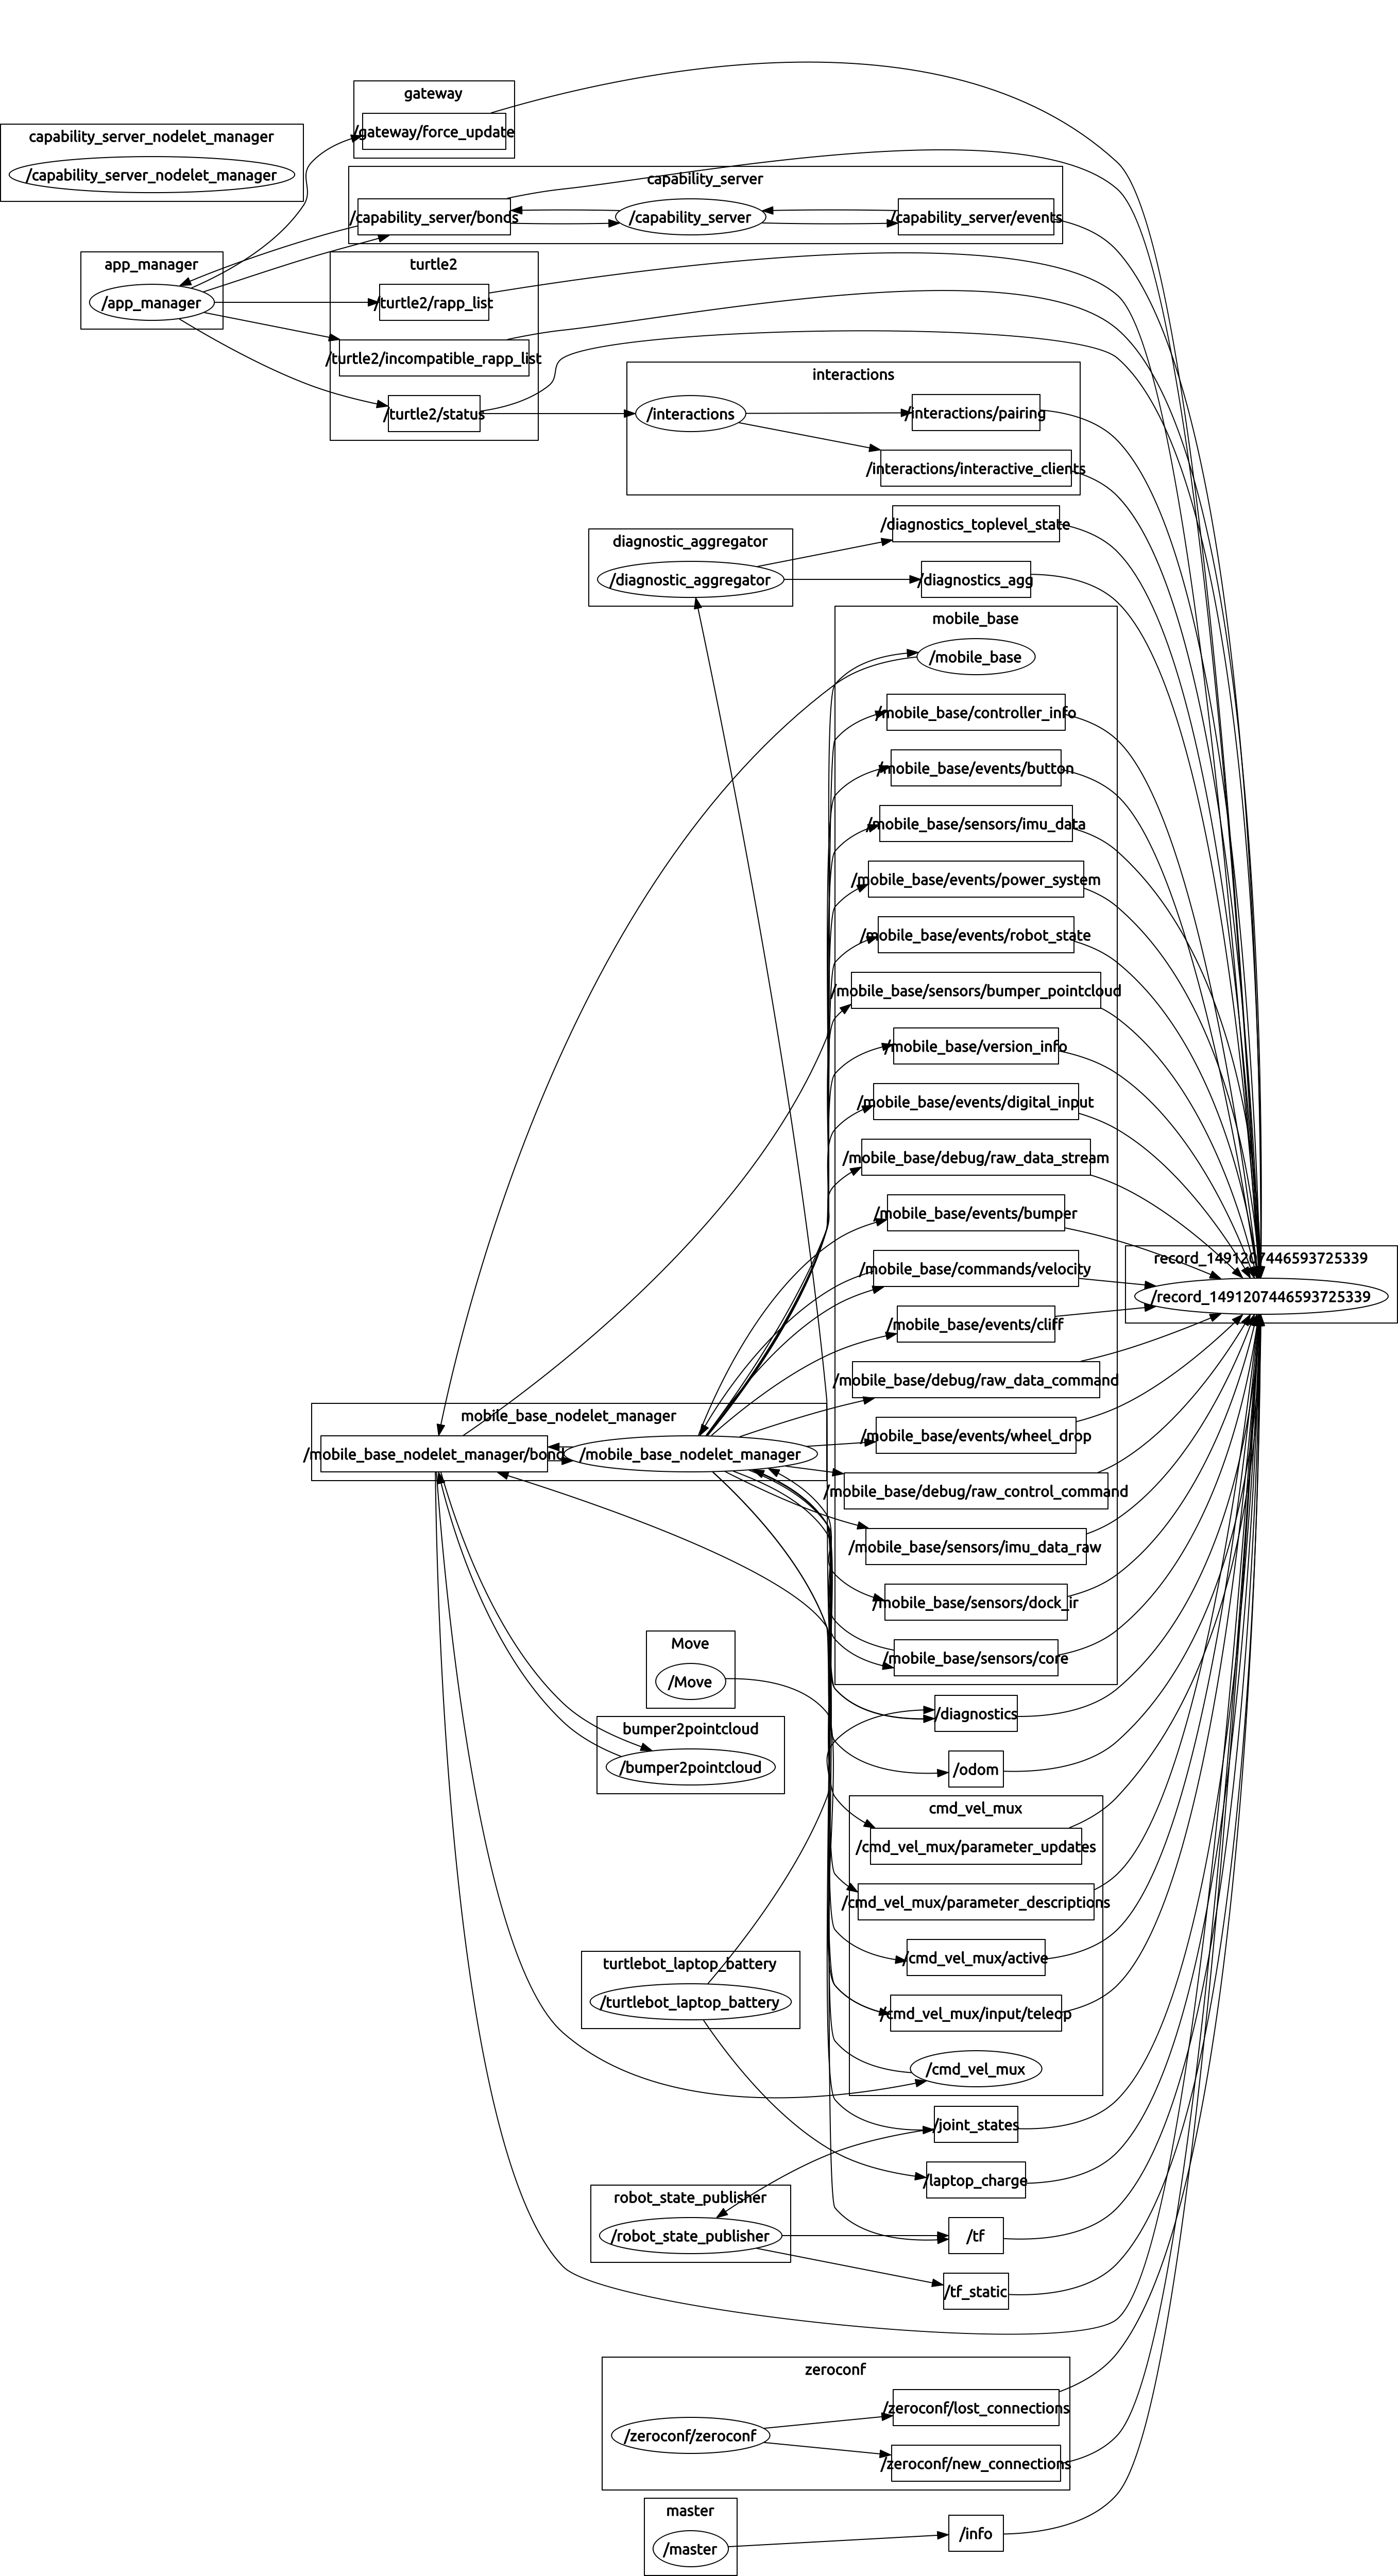 gateway
/gateway/force_update
capability_server_nodelet_manager
/capability_server_nodelet_manager
capability_server
/capability_server/bonds
/capability_server
/capability_server/events
app_manager
/app_manager
turtle2
/turtle2/rapp_list
/turtle2/incompatible_rapp_list
/turtle2/status
interactions
/interactions
/interactions/pairing
/interactions/interactive_clients
/diagnostics_toplevel_state
diagnostic_aggregator
/diagnostic_aggregator
/diagnostics_agg
mobile_base
/mobile_base
/mobile_base/controller_info
/mobile_base/events/button
/mobile_base/sensors/imu_data
/mobile_base/events/power_system
/mobile_base/events/robot_state
/mobile_base/sensors/bumper_pointcloud
/mobile_base/version_info
/mobile_base/events/digital_input
/mobile_base/debug/raw_data_stream
/mobile_base/events/bumper
record_1491207446593725339
/record_1491207446593725339
/mobile_base/commands/velocity
/mobile_base/events/cliff
/mobile_base/debug/raw_data_command
mobile_base_nodelet_manager
/mobile_base_nodelet_manager/bond
/mobile_base_nodelet_manager
/mobile_base/events/wheel_drop
/mobile_base/debug/raw_control_command
/mobile_base/sensors/imu_data_raw
/mobile_base/sensors/dock_ir
/mobile_base/sensors/core
Move
/Move
/diagnostics
bumper2pointcloud
/bumper2pointcloud
/odom
cmd_vel_mux
/cmd_vel_mux/parameter_updates
/cmd_vel_mux/parameter_descriptions
/cmd_vel_mux/active
turtlebot_laptop_battery
/turtlebot_laptop_battery
/cmd_vel_mux/input/teleop
/cmd_vel_mux
/joint_states
/laptop_charge
robot_state_publisher
/robot_state_publisher
/tf
/tf_static
zeroconf
/zeroconf/lost_connections
/zeroconf/zeroconf
/zeroconf/new_connections
master
/master
/info